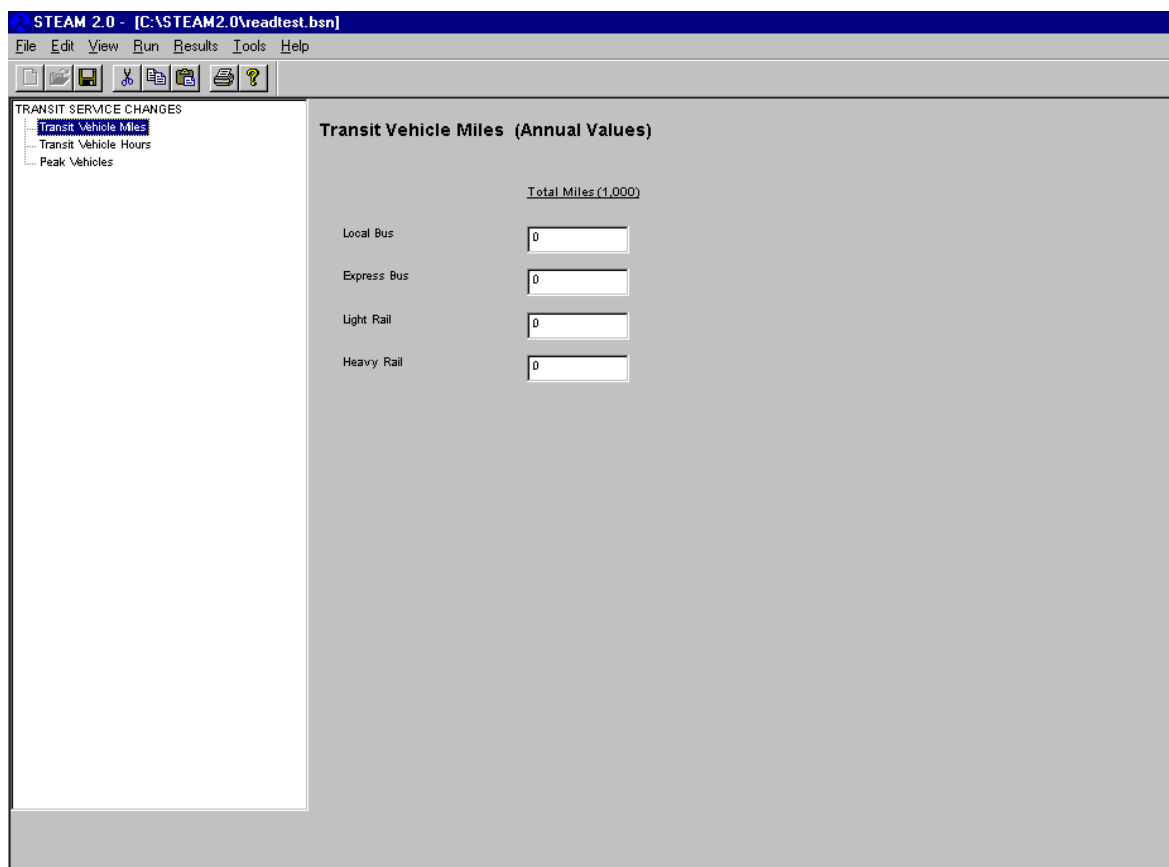 STEAM 2.0 - [C:\STEAM2.0\readtest.bsn]
File Edit View Run Results Tools Help
TRANSIT SERVICE CHANGES
Transit Vehicle Miles
Transit Vehicle Hours
Peak Vehicles
Transit Vehicle Miles (Annual Values)
Total Miles (1,000)
Local Bus 0
Express Bus 0
Light Rail 0
Heavy Rail 0